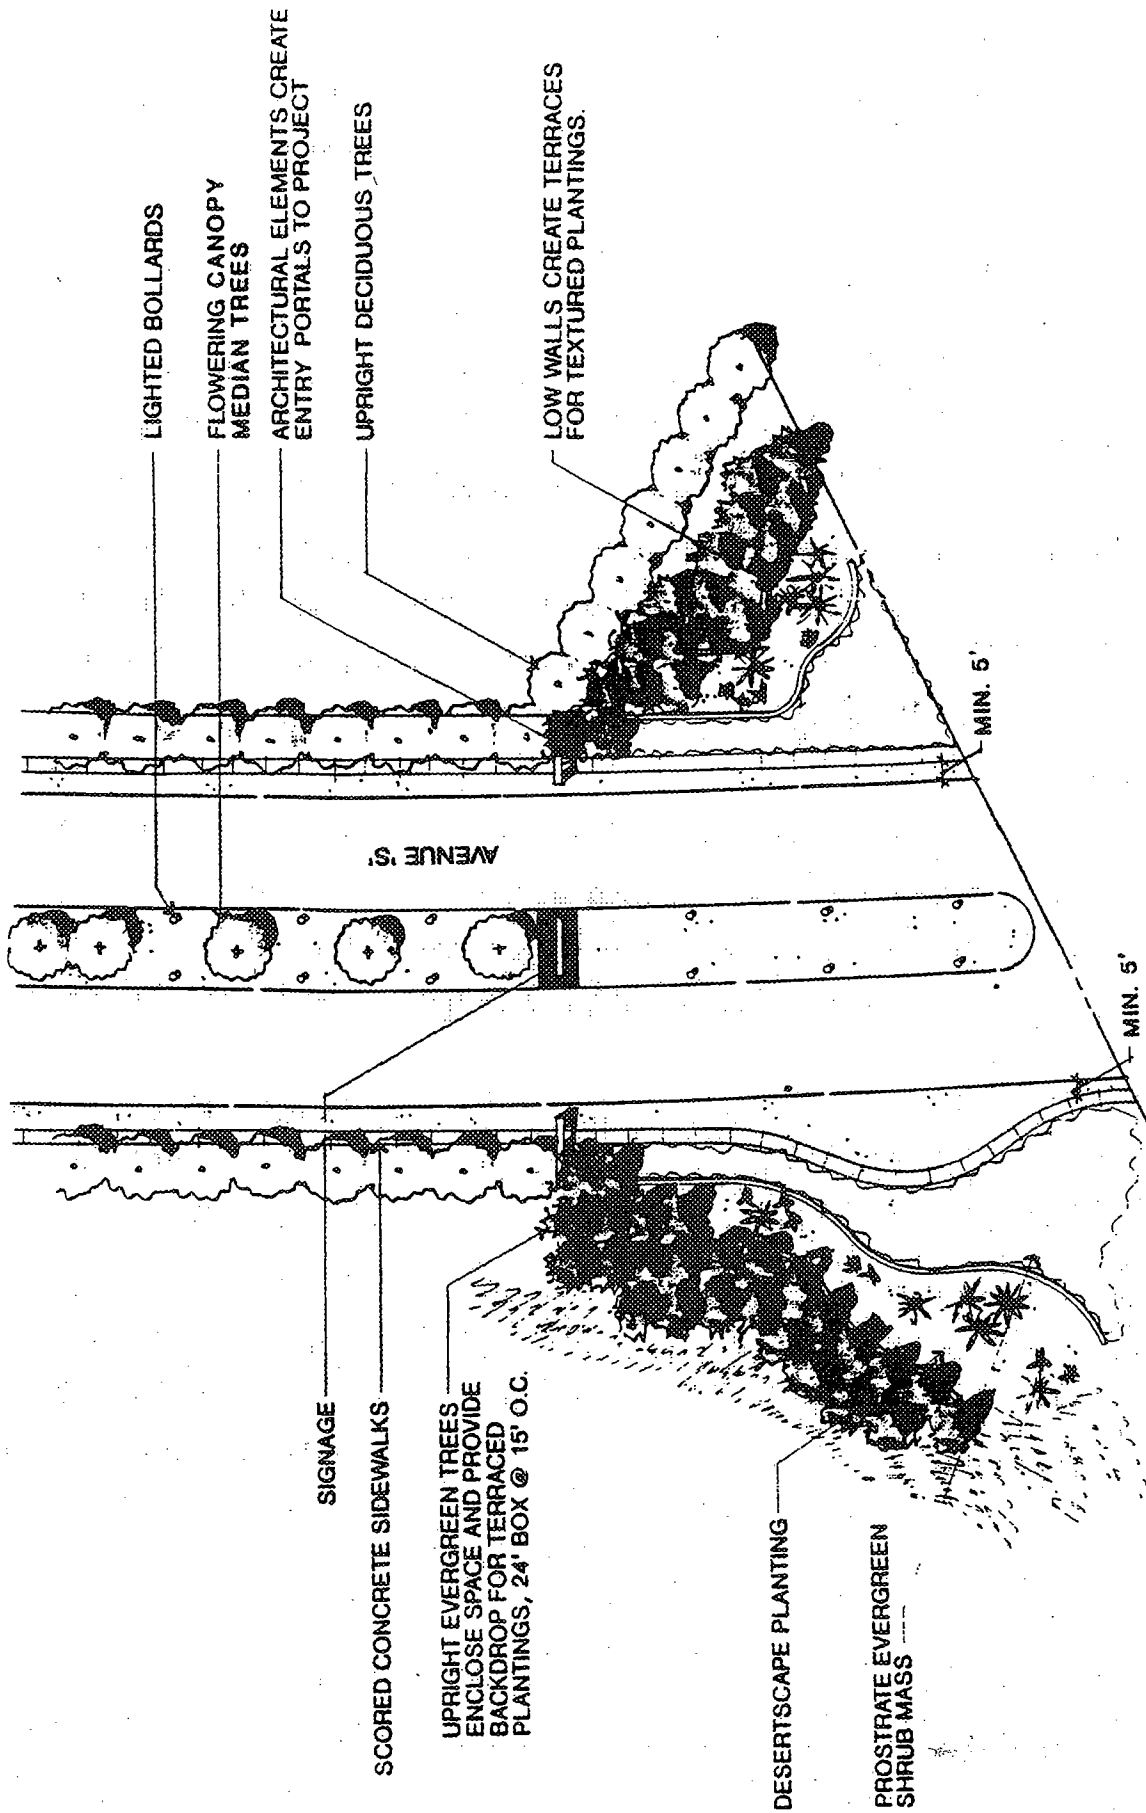 LIGHTED BOLLARDS
FLOWERING CANOPY
MEDIAN TREES
ARCHITECTURAL ELEMENTS CREATE
ENTRY PORTALS TO PROJECT
UPRIGHT DECIDUOUS TREES
LOW WALLS CREATE TERRACES
FOR TEXTURED PLANTINGS.
AVENUE 'S'
MIN. 5'
MIN. 5'
SIGNAGE
SCORED CONCRETE SIDEWALKS
UPRIGHT EVERGREEN TREES
ENCLOSE SPACE AND PROVIDE
BACKDROP FOR TERRACED
PLANTINGS, 24' BOX @ 15' O.C.
DESERTSCAPE PLANTING
PROSTRATE EVERGREEN
SHRUB MASS